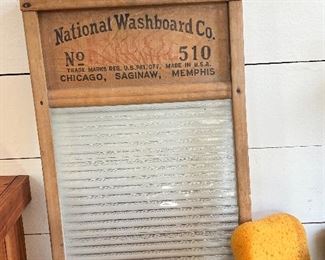 National Washboard Co.
No 510
TRADE MARKS REG. U.S. PAT. OFF. MADE IN U.S.A.
CHICAGO, SAGINAW, MEMPHIS